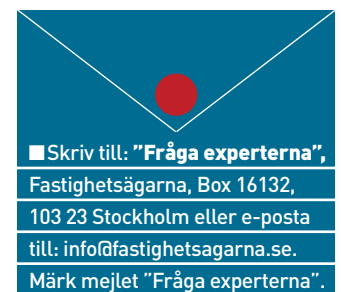 ■Skriv till: ”Fråga experterna”,
Fastighetsägarna, Box 16132,
103 23 Stockholm eller e-posta
till: info@fastighetsagarna.se.
Märk mejlet ”Fråga experterna”.